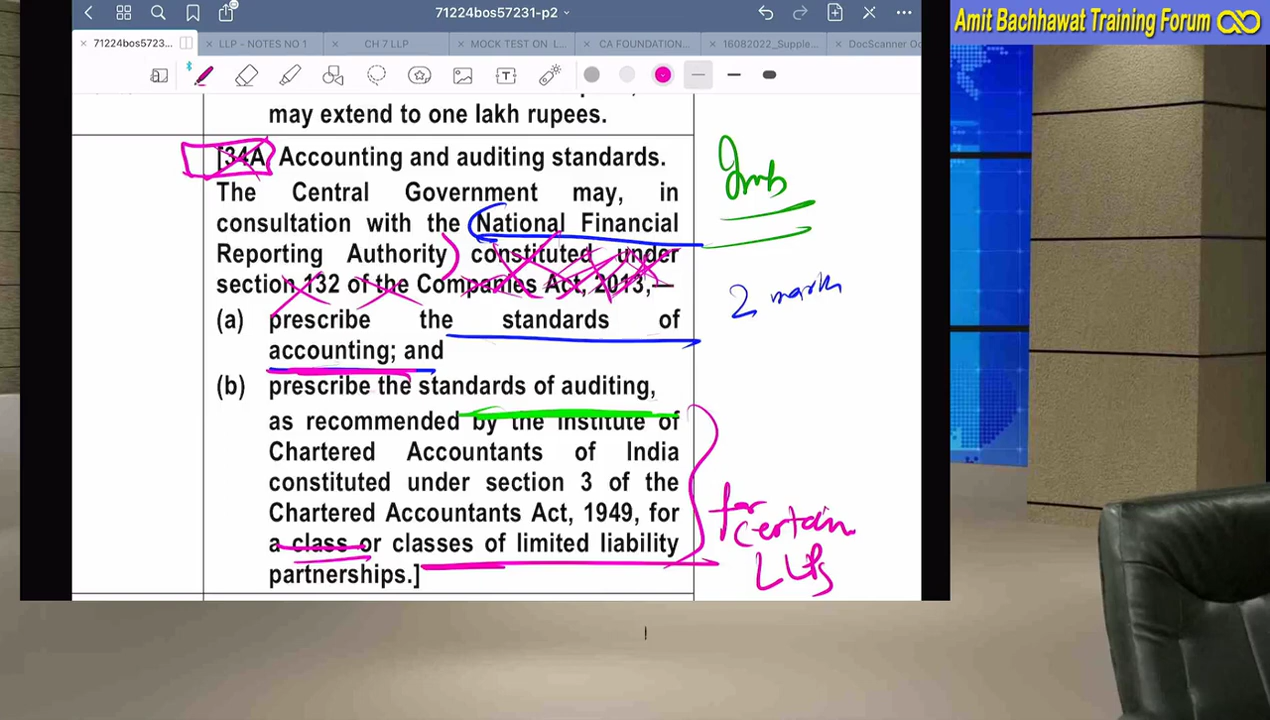 71224bos57231-p2
Amit Bachhawat Training Forum
71224bos5723...
LLP - NOTES NO 1
CH 7 LLP
MOCK TEST ON L...
CA FOUNDATION...
16082022_Supple...
DocScanner Oc
may extend to one lakh rupees.
[34A Accounting and auditing standards.
The Central Government may, in
consultation with the National Financial
Reporting Authority constituted under
section 132 of the Companies Act, 2013,—
(a) prescribe the standards of
accounting; and
(b) prescribe the standards of auditing,
as recommended by the Institute of
Chartered Accountants of India
constituted under section 3 of the
Chartered Accountants Act, 1949, for
a class or classes of limited liability
partnerships.]
2 marks
for
certain
LLPs